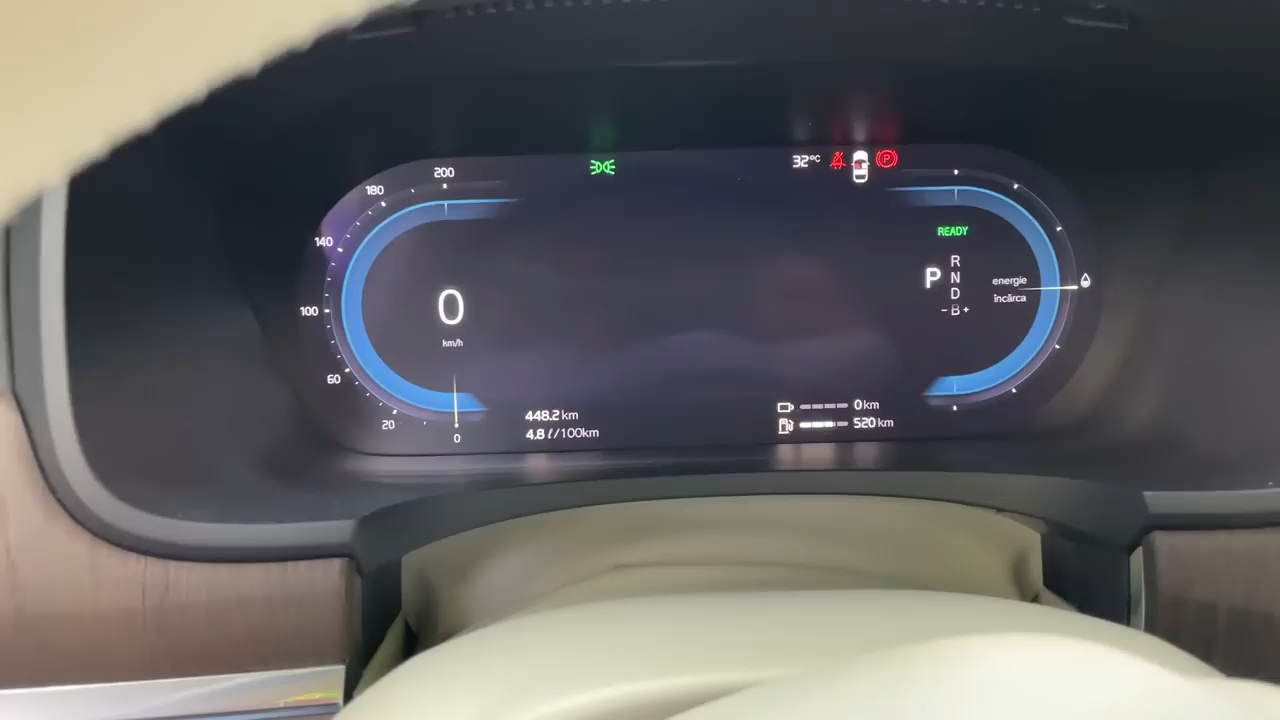 200
180
140
100
60
20
0
0
km/h
448.2 km
4.8 l/100km
32°C
P
READY
P
R
N
D
- B +
energie
încărca
0 km
520 km